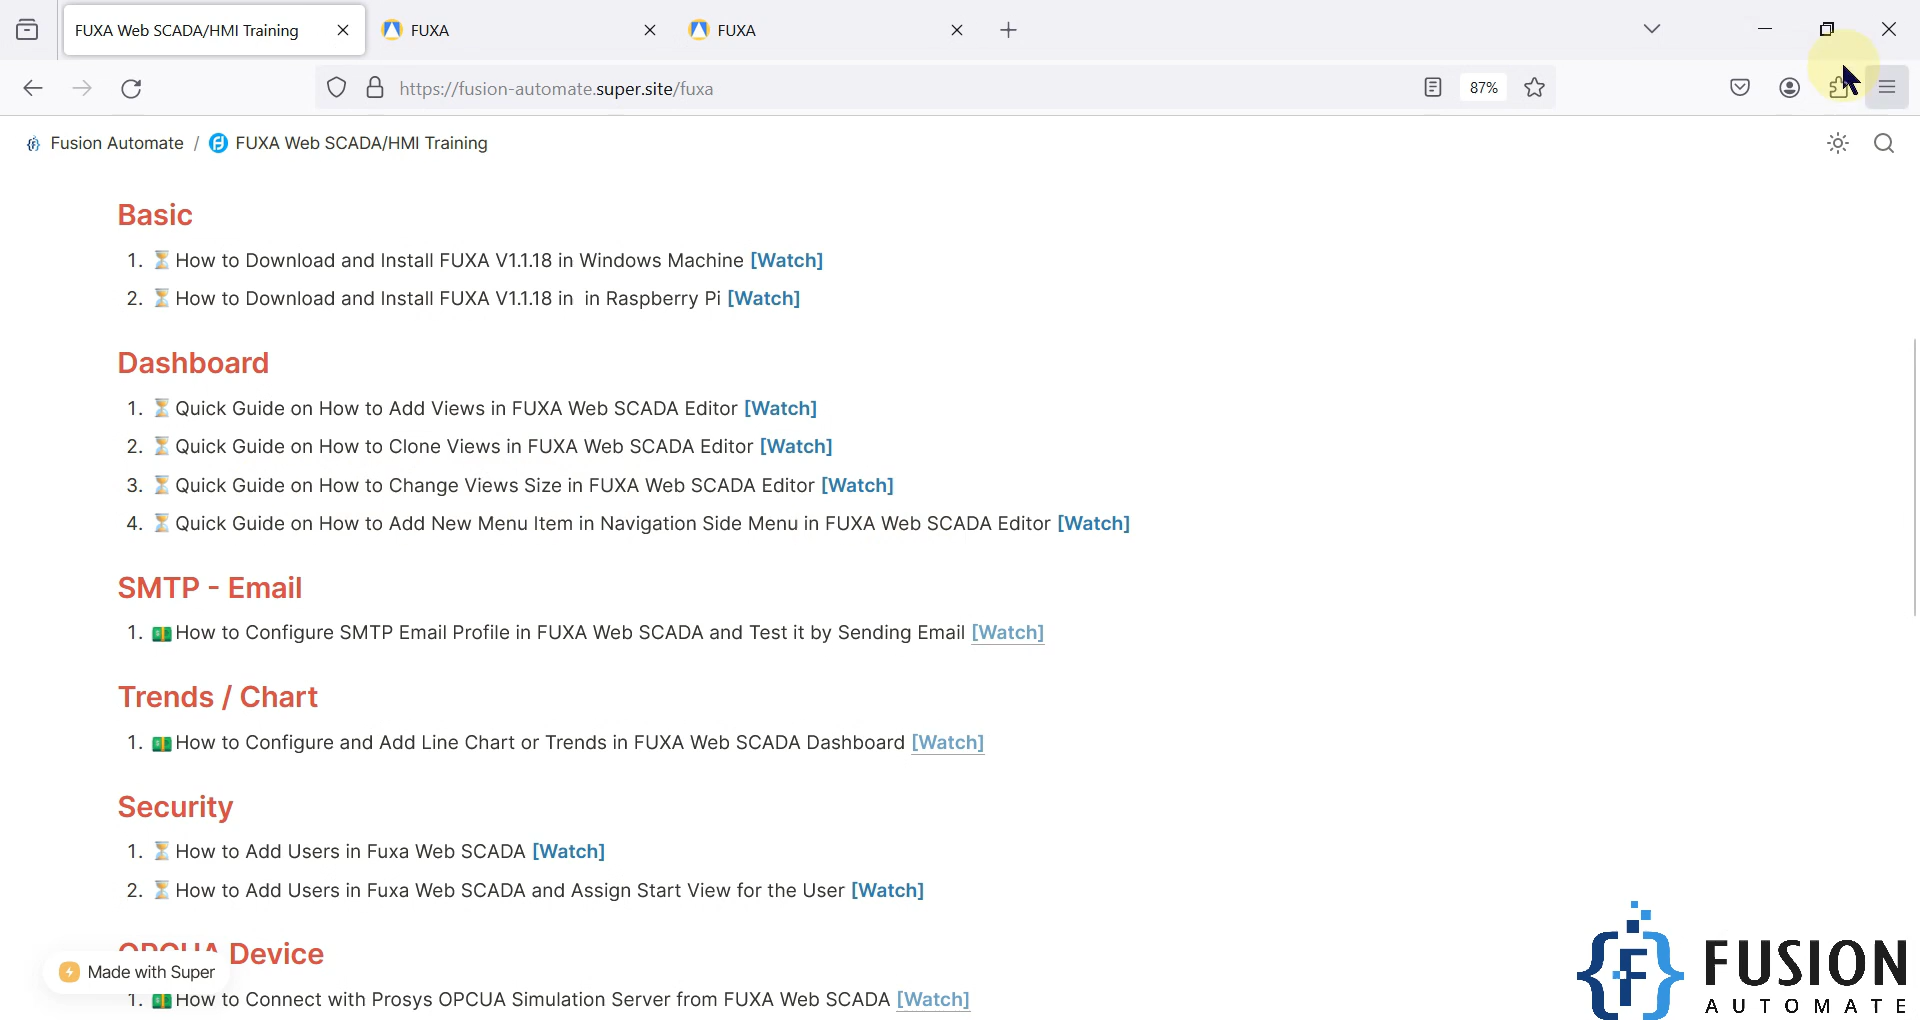 FUXA Web SCADA/HMI Training
FUXA
FUXA
https://fusion-automate.super.site/fuxa
87%
Fusion Automate / FUXA Web SCADA/HMI Training
Basic
1. ⏳How to Download and Install FUXA V1.1.18 in Windows Machine [Watch]
2. ⏳How to Download and Install FUXA V1.1.18 in in Raspberry Pi [Watch]
Dashboard
1. ⏳Quick Guide on How to Add Views in FUXA Web SCADA Editor [Watch]
2. ⏳Quick Guide on How to Clone Views in FUXA Web SCADA Editor [Watch]
3. ⏳Quick Guide on How to Change Views Size in FUXA Web SCADA Editor [Watch]
4. ⏳Quick Guide on How to Add New Menu Item in Navigation Side Menu in FUXA Web SCADA Editor [Watch]
SMTP - Email
1. 💵How to Configure SMTP Email Profile in FUXA Web SCADA and Test it by Sending Email [Watch]
Trends / Chart
1. 💵How to Configure and Add Line Chart or Trends in FUXA Web SCADA Dashboard [Watch]
Security
1. ⏳How to Add Users in Fuxa Web SCADA [Watch]
2. ⏳How to Add Users in Fuxa Web SCADA and Assign Start View for the User [Watch]
OPCUA Device
Made with Super
1. 💵How to Connect with Prosys OPCUA Simulation Server from FUXA Web SCADA [Watch]
{F} FUSION
AUTOMATE